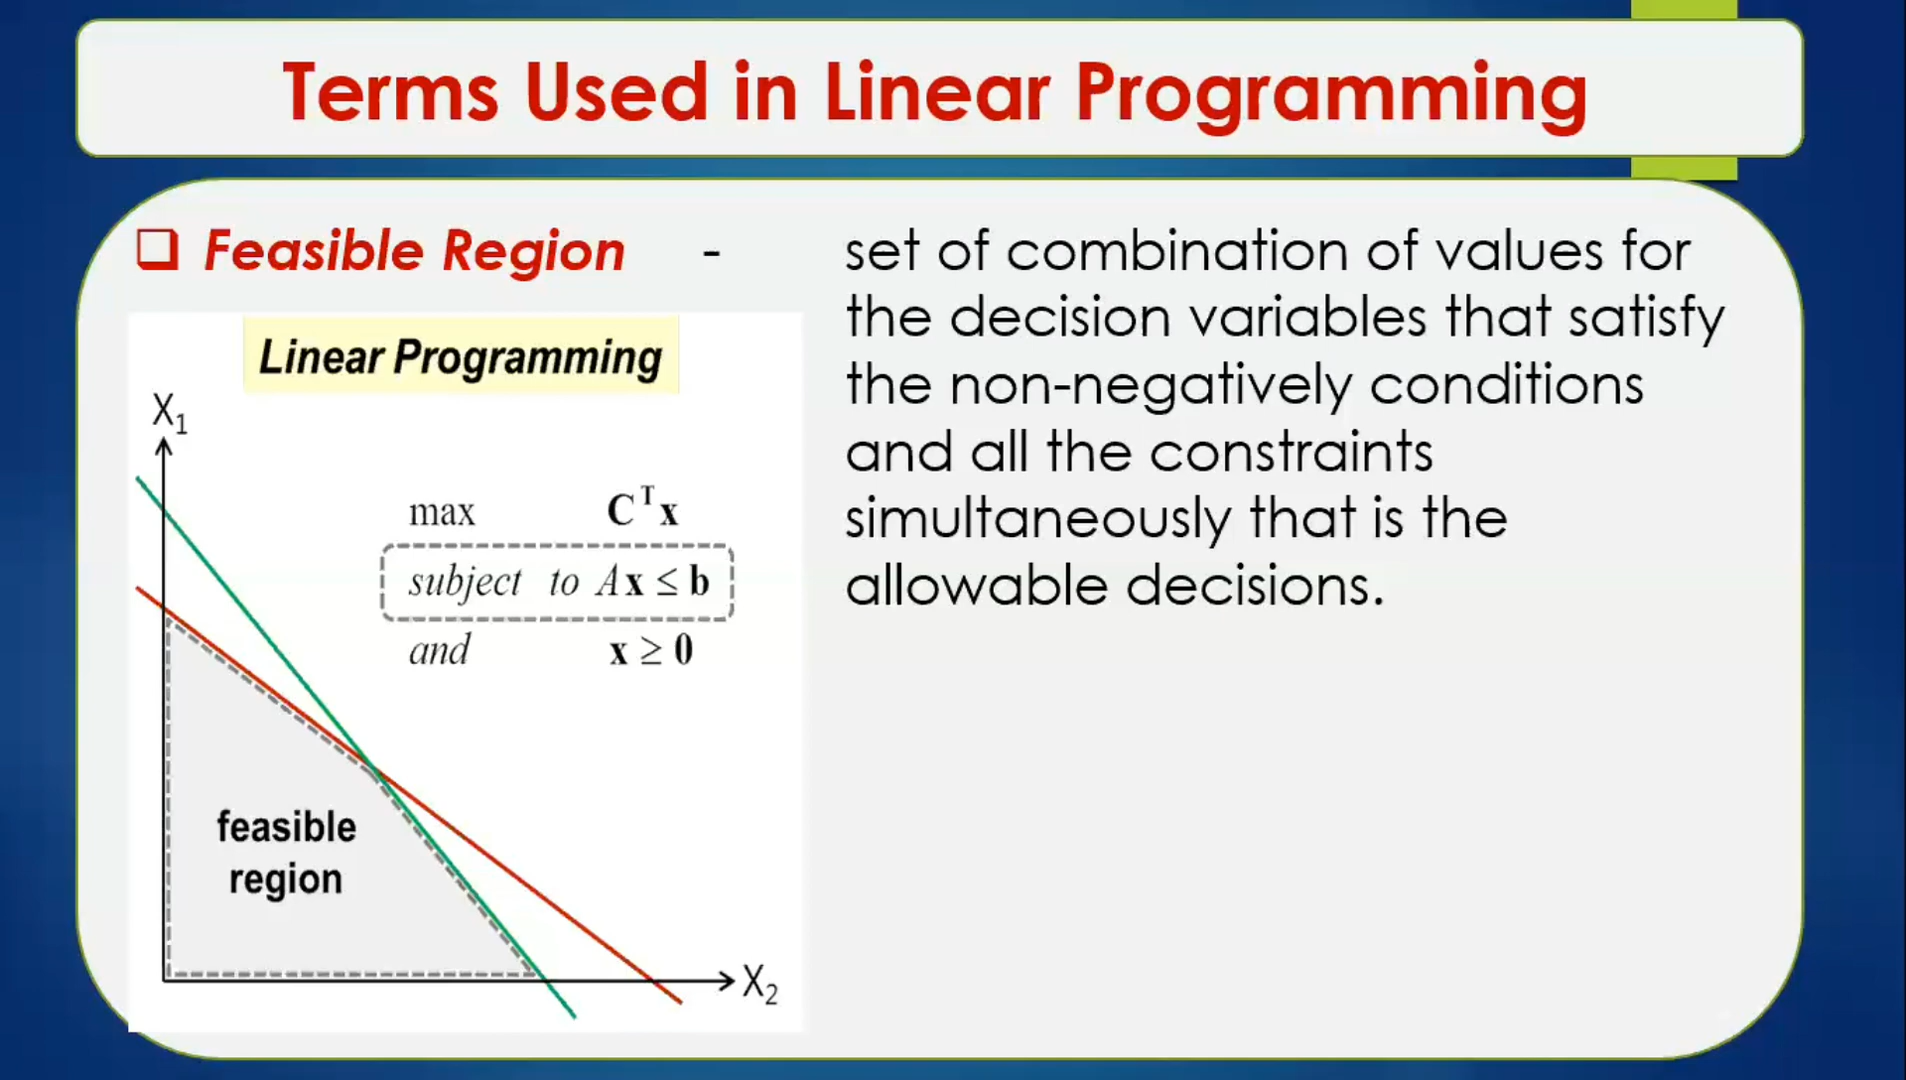 Terms Used in Linear Programming
Feasible Region -
set of combination of values for
the decision variables that satisfy
the non-negatively conditions
and all the constraints
simultaneously that is the
allowable decisions.
Linear Programming
X₁
max Cᵀx
subject to Ax ≤ b
and x ≥ 0
feasible
region
X₂